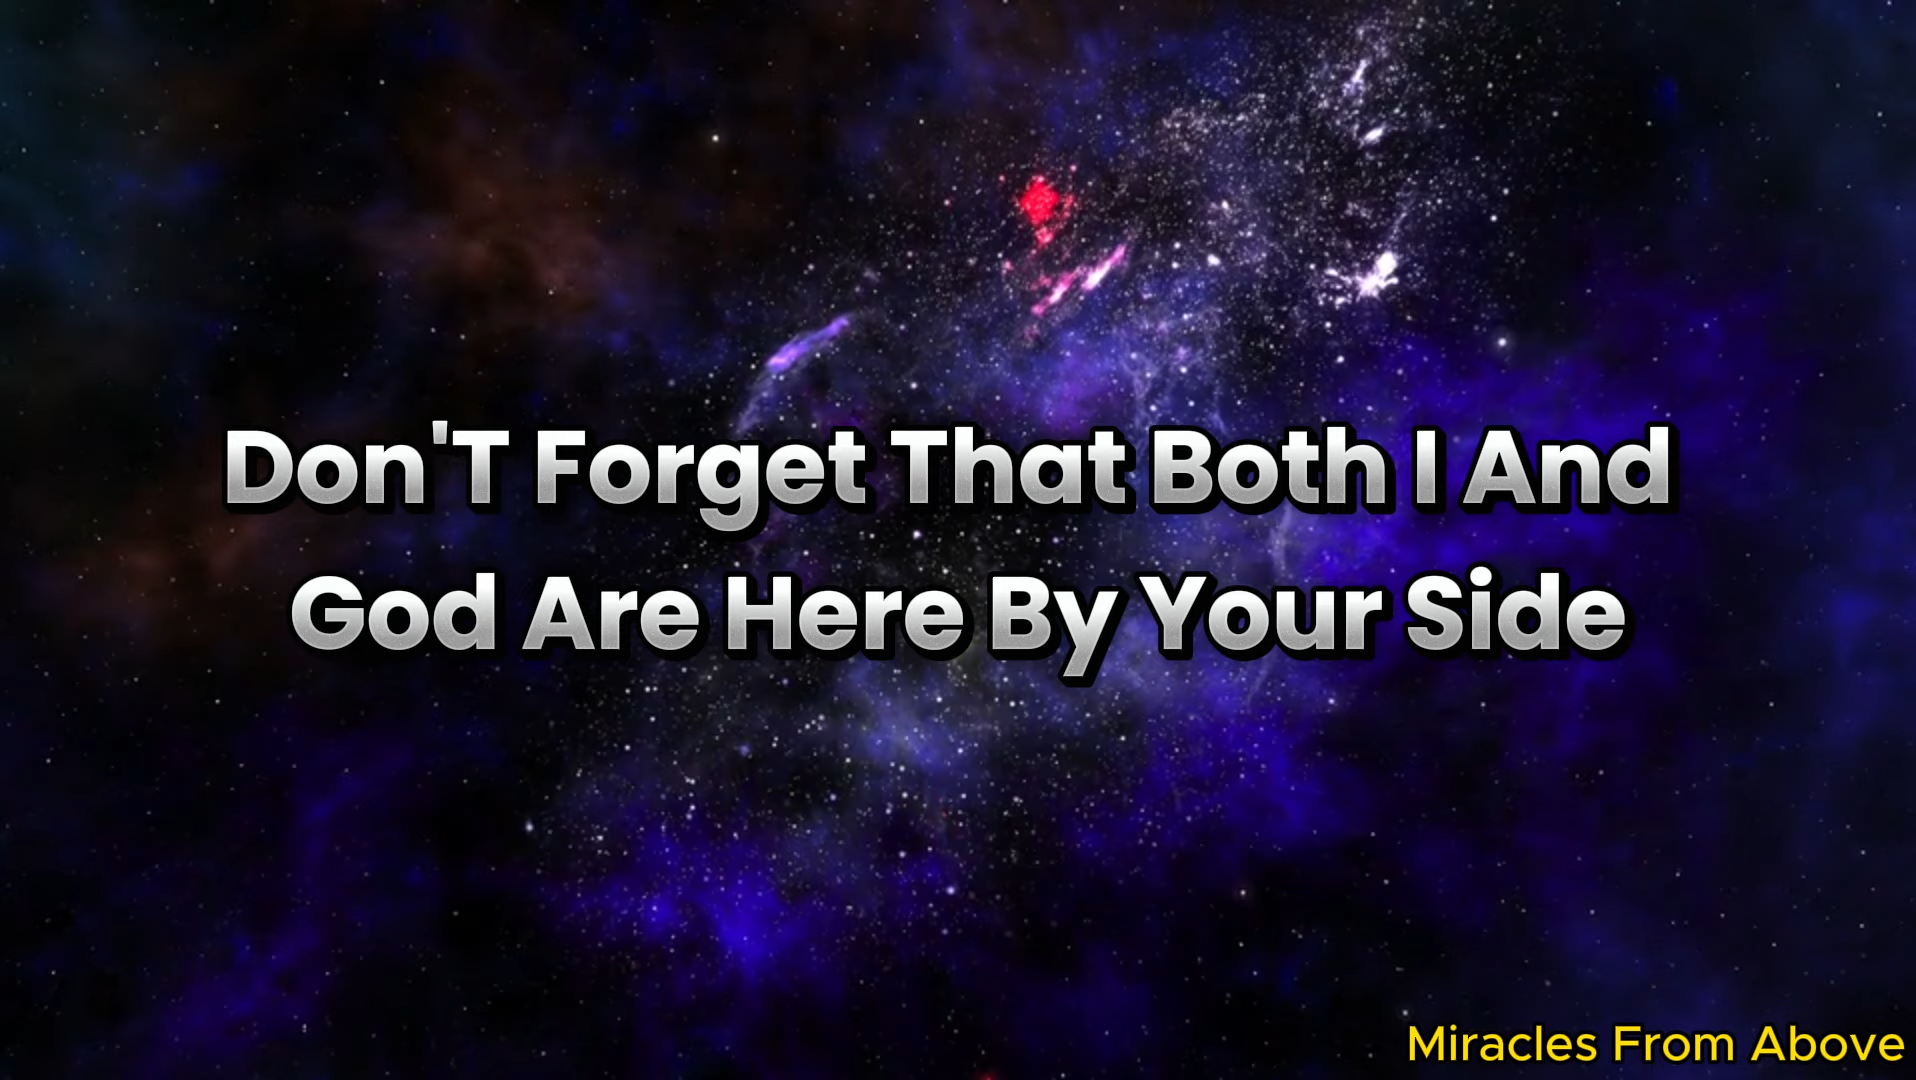 Don'T Forget That Both I And
God Are Here By Your Side
Miracles From Above